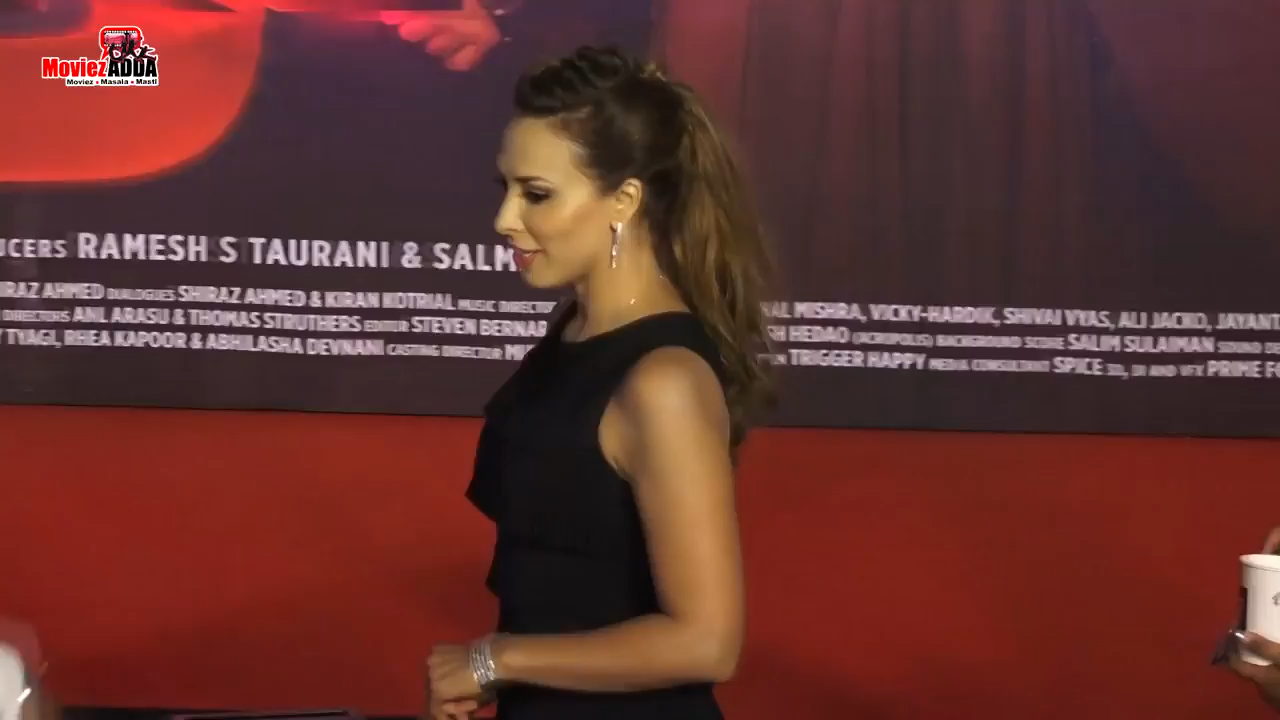 MoviezADDA
Moviez - Masala - Masti
UCERS RAMESH S TAURANI & SALM
IRAZ AHMED DIALOGUES SHIRAZ AHMED & KIRAN KOTRIAL MUSIC DIRECTO
DIRECTORS ANL ARASU & THOMAS STRUTHERS EDITOR STEVEN BERNAR
Y TYAGI, RHEA KAPOOR & ABHILASHA DEVNANI CASTING DIRECTOR
AL MISHRA, VICKY-HARDIK, SHIVAI VYAS, ALI JACKO, JAYANT
SH HEDAO (ACROPOLIS) BACKGROUND SCORE SALIM SULAIMAN SOUND DE
TRIGGER HAPPY MEDIA CONSULTANT SPICE 3D, DI AND VFX PRIME FO